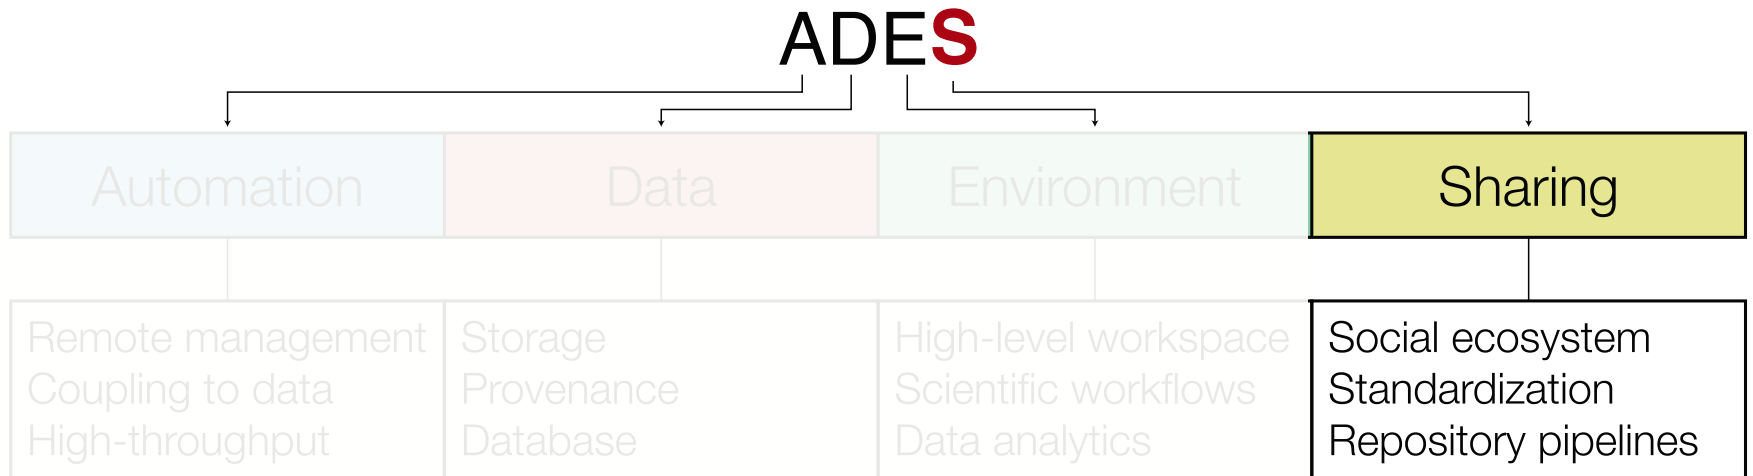 ADES
Automation
Data
Environment
Sharing
Remote management
Coupling to data
High-throughput
Storage
Provenance
Database
High-level workspace
Scientific workflows
Data analytics
Social ecosystem
Standardization
Repository pipelines